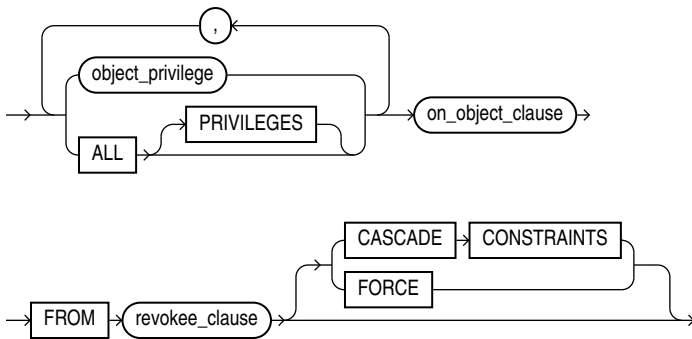 ,
object_privilege
ALL PRIVILEGES
on_object_clause
FROM revokee_clause
CASCADE CONSTRAINTS
FORCE